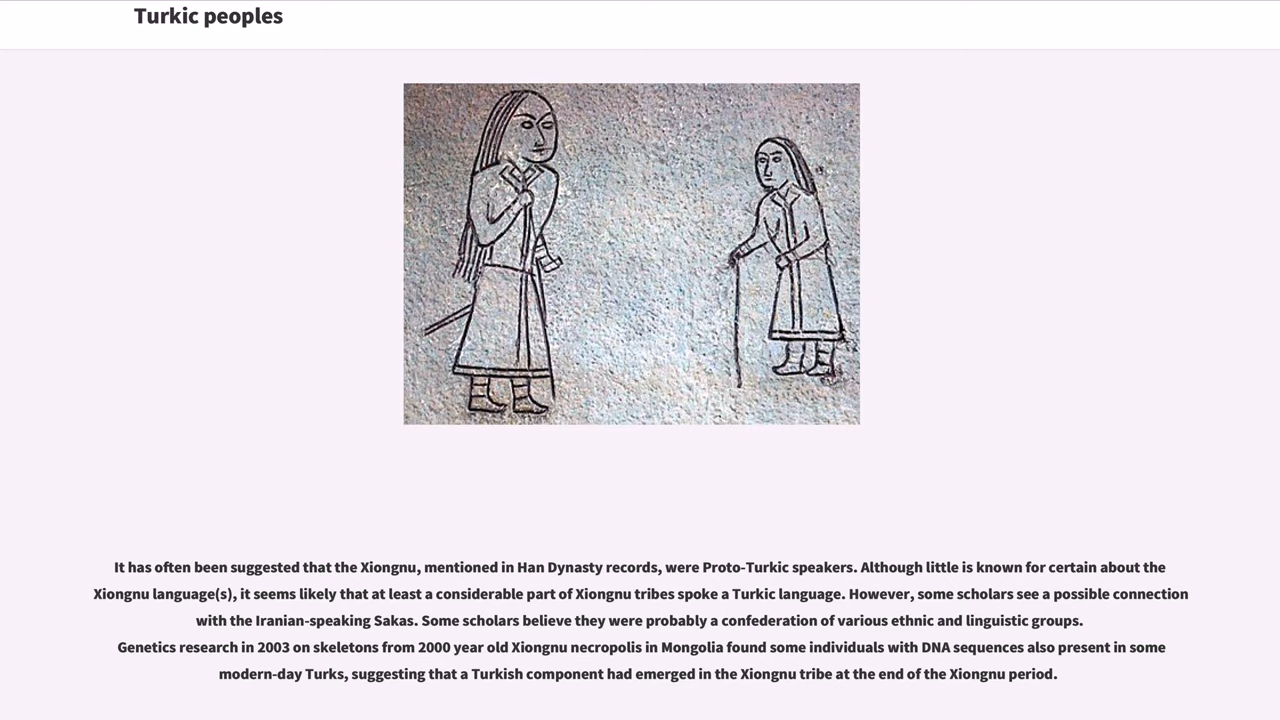 Turkic peoples
It has often been suggested that the Xiongnu, mentioned in Han Dynasty records, were Proto-Turkic speakers. Although little is known for certain about the
Xiongnu language(s), it seems likely that at least a considerable part of Xiongnu tribes spoke a Turkic language. However, some scholars see a possible connection
with the Iranian-speaking Sakas. Some scholars believe they were probably a confederation of various ethnic and linguistic groups.
Genetics research in 2003 on skeletons from 2000 year old Xiongnu necropolis in Mongolia found some individuals with DNA sequences also present in some
modern-day Turks, suggesting that a Turkish component had emerged in the Xiongnu tribe at the end of the Xiongnu period.